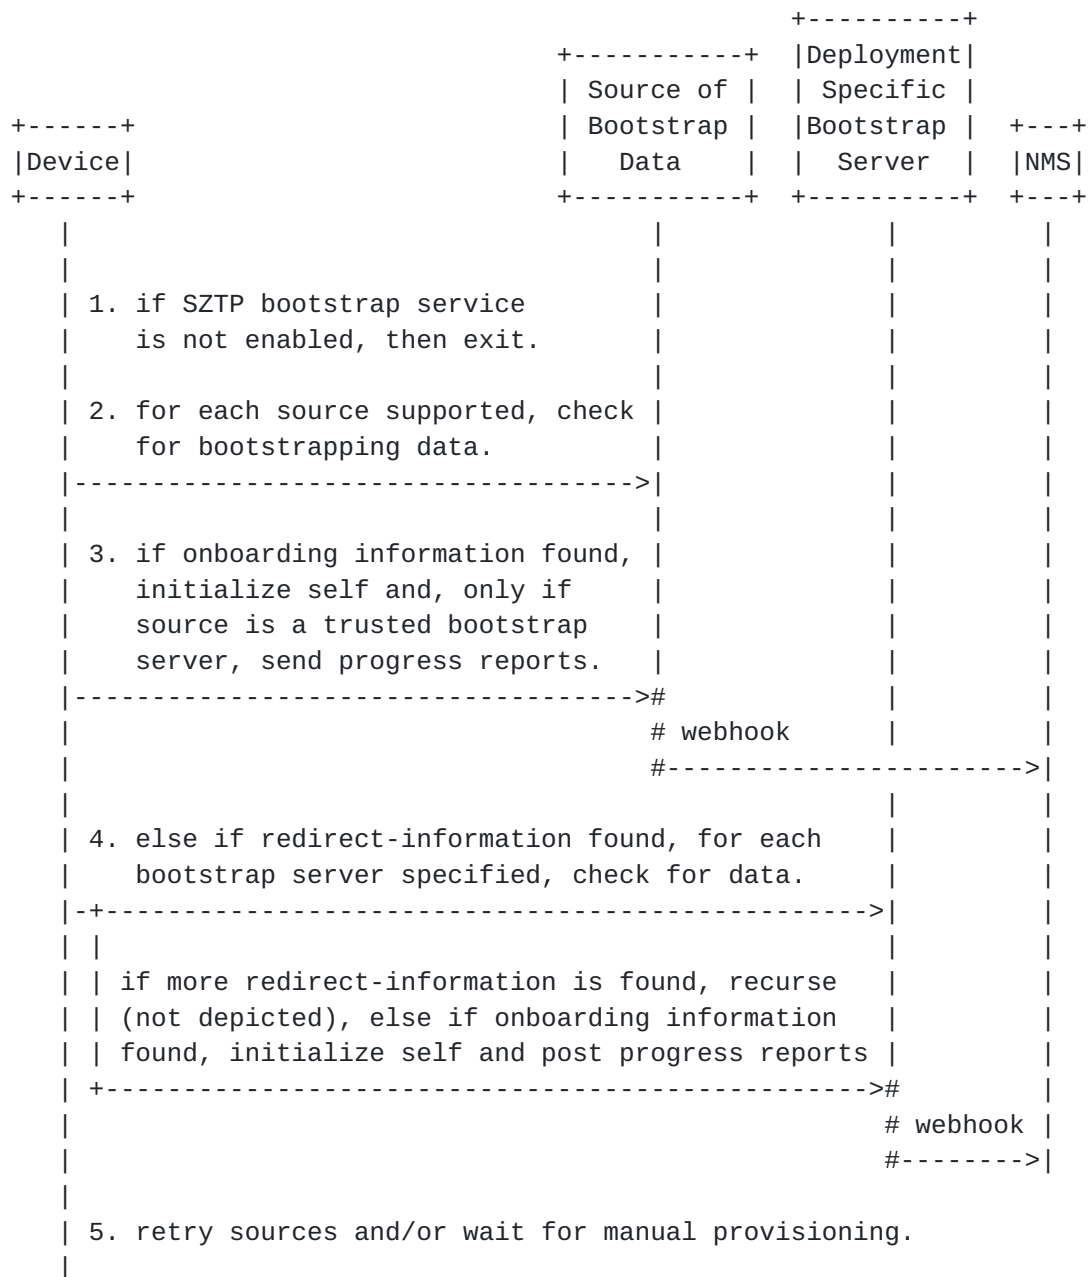 Deployment
Source of Specific
Bootstrap Bootstrap
Device Data Server NMS
1. if SZTP bootstrap service
is not enabled, then exit.
2. for each source supported, check
for bootstrapping data.
3. if onboarding information found,
initialize self and, only if
source is a trusted bootstrap
server, send progress reports.
# webhook
4. else if redirect-information found, for each
bootstrap server specified, check for data.
if more redirect-information is found, recurse
(not depicted), else if onboarding information
found, initialize self and post progress reports
# webhook
5. retry sources and/or wait for manual provisioning.